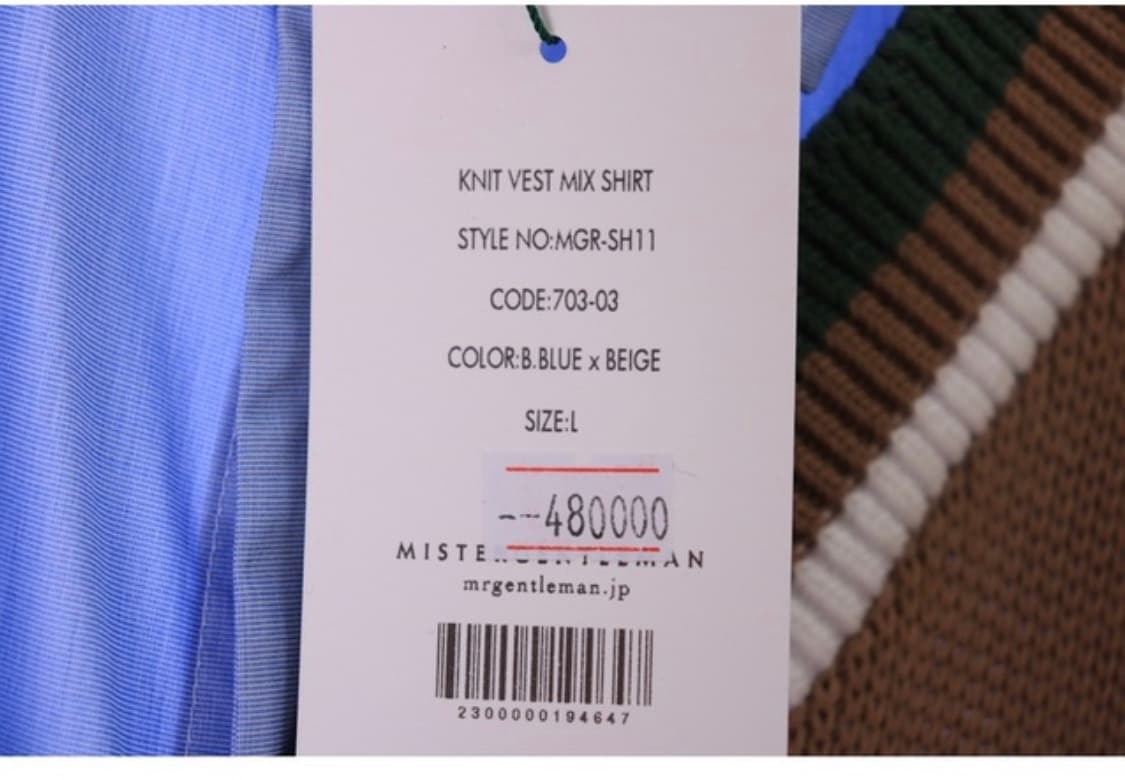 KNIT VEST MIX SHIRT
STYLE NO:MGR-SH11
CODE:703-03
COLOR:B.BLUE x BEIGE
SIZE:L
--480000
MISTERGENTLEMAN
mrgentleman.jp
2300000194647